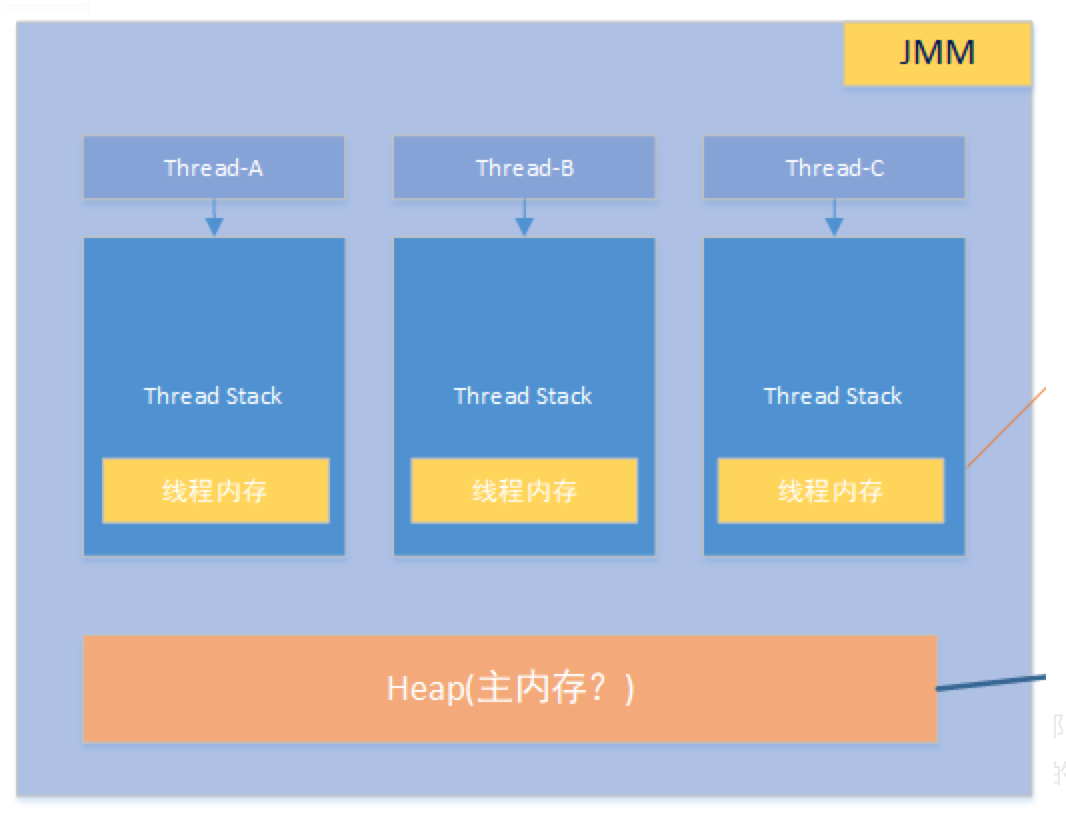 JMM
Thread-A
Thread-B
Thread-C
Thread Stack
Thread Stack
Thread Stack
线程内存
线程内存
线程内存
Heap(主内存？)